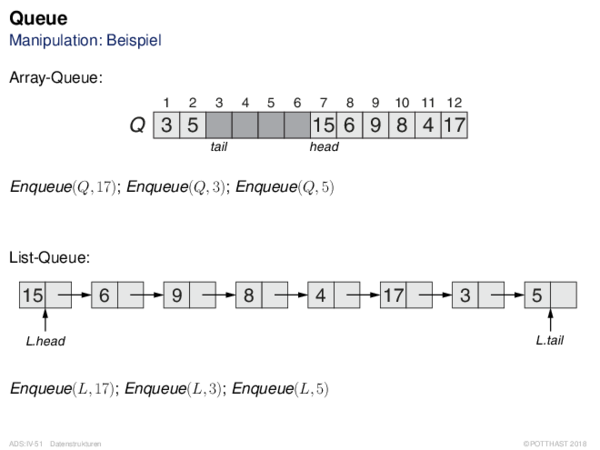 Queue
Manipulation: Beispiel
Array-Queue:
1 2 3 4 5 6 7 8 9 10 11 12
Q 3 5 15 6 9 8 4 17
tail head
Enqueue(Q, 17); Enqueue(Q, 3); Enqueue(Q, 5)
List-Queue:
15 6 9 8 4 17 3 5
L.head L.tail
Enqueue(L, 17); Enqueue(L, 3); Enqueue(L, 5)
ADS:IV-51 Datenstrukturen ©POTTHAST 2018